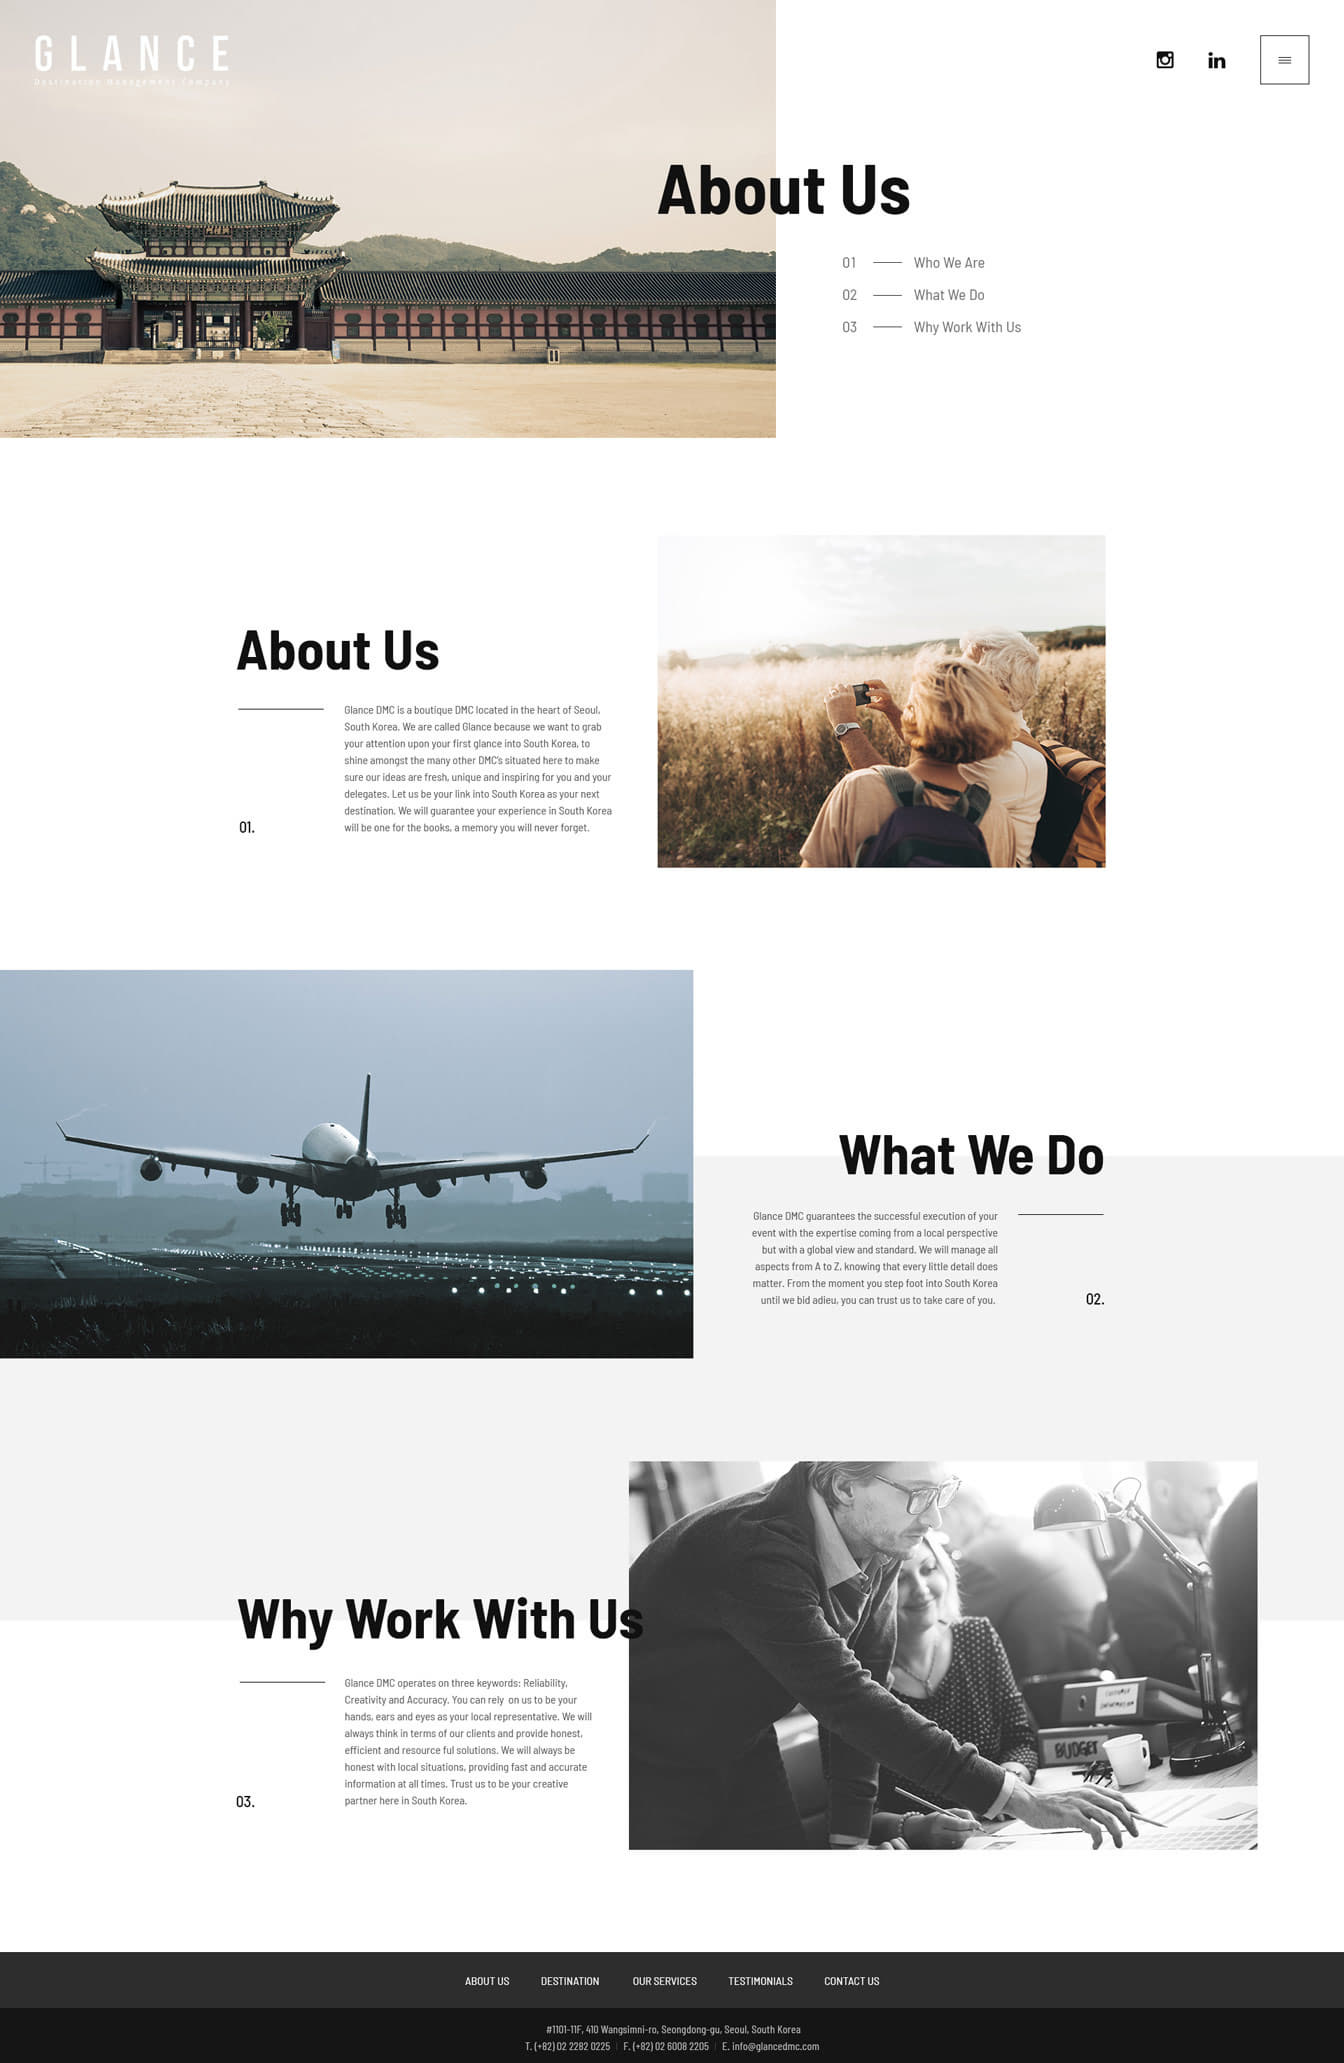 GLANCE
Destination Management Company
About Us
01 Who We Are
02 What We Do
03 Why Work With Us
About Us
Glance DMC is a boutique DMC located in the heart of Seoul,
South Korea. We are called Glance because we want to grab
your attention upon your first glance into South Korea, to
shine amongst the many other DMC's situated here to make
sure our ideas are fresh, unique and inspiring for you and your
delegates. Let us be your link into South Korea as your next
destination. We will guarantee your experience in South Korea
will be one for the books, a memory you will never forget.
01.
What We Do
Glance DMC guarantees the successful execution of your
event with the expertise coming from a local perspective
but with a global view and standard. We will manage all
aspects from A to Z, knowing that every little detail does
matter. From the moment you step foot into South Korea
until we bid adieu, you can trust us to take care of you.
02.
Why Work With Us
Glance DMC operates on three keywords: Reliability,
Creativity and Accuracy. You can rely on us to be your
hands, ears and eyes as your local representative. We will
always think in terms of our clients and provide honest,
efficient and resource ful solutions. We will always be
honest with local situations, providing fast and accurate
information at all times. Trust us to be your creative
partner here in South Korea.
03.
BUDGET
ABOUT US DESTINATION OUR SERVICES TESTIMONIALS CONTACT US
#1101-11F, 410 Wangsimni-ro, Seongdong-gu, Seoul, South Korea
T. (+82) 02 2282 0225 | F. (+82) 02 6008 2205 | E. info@glancedmc.com